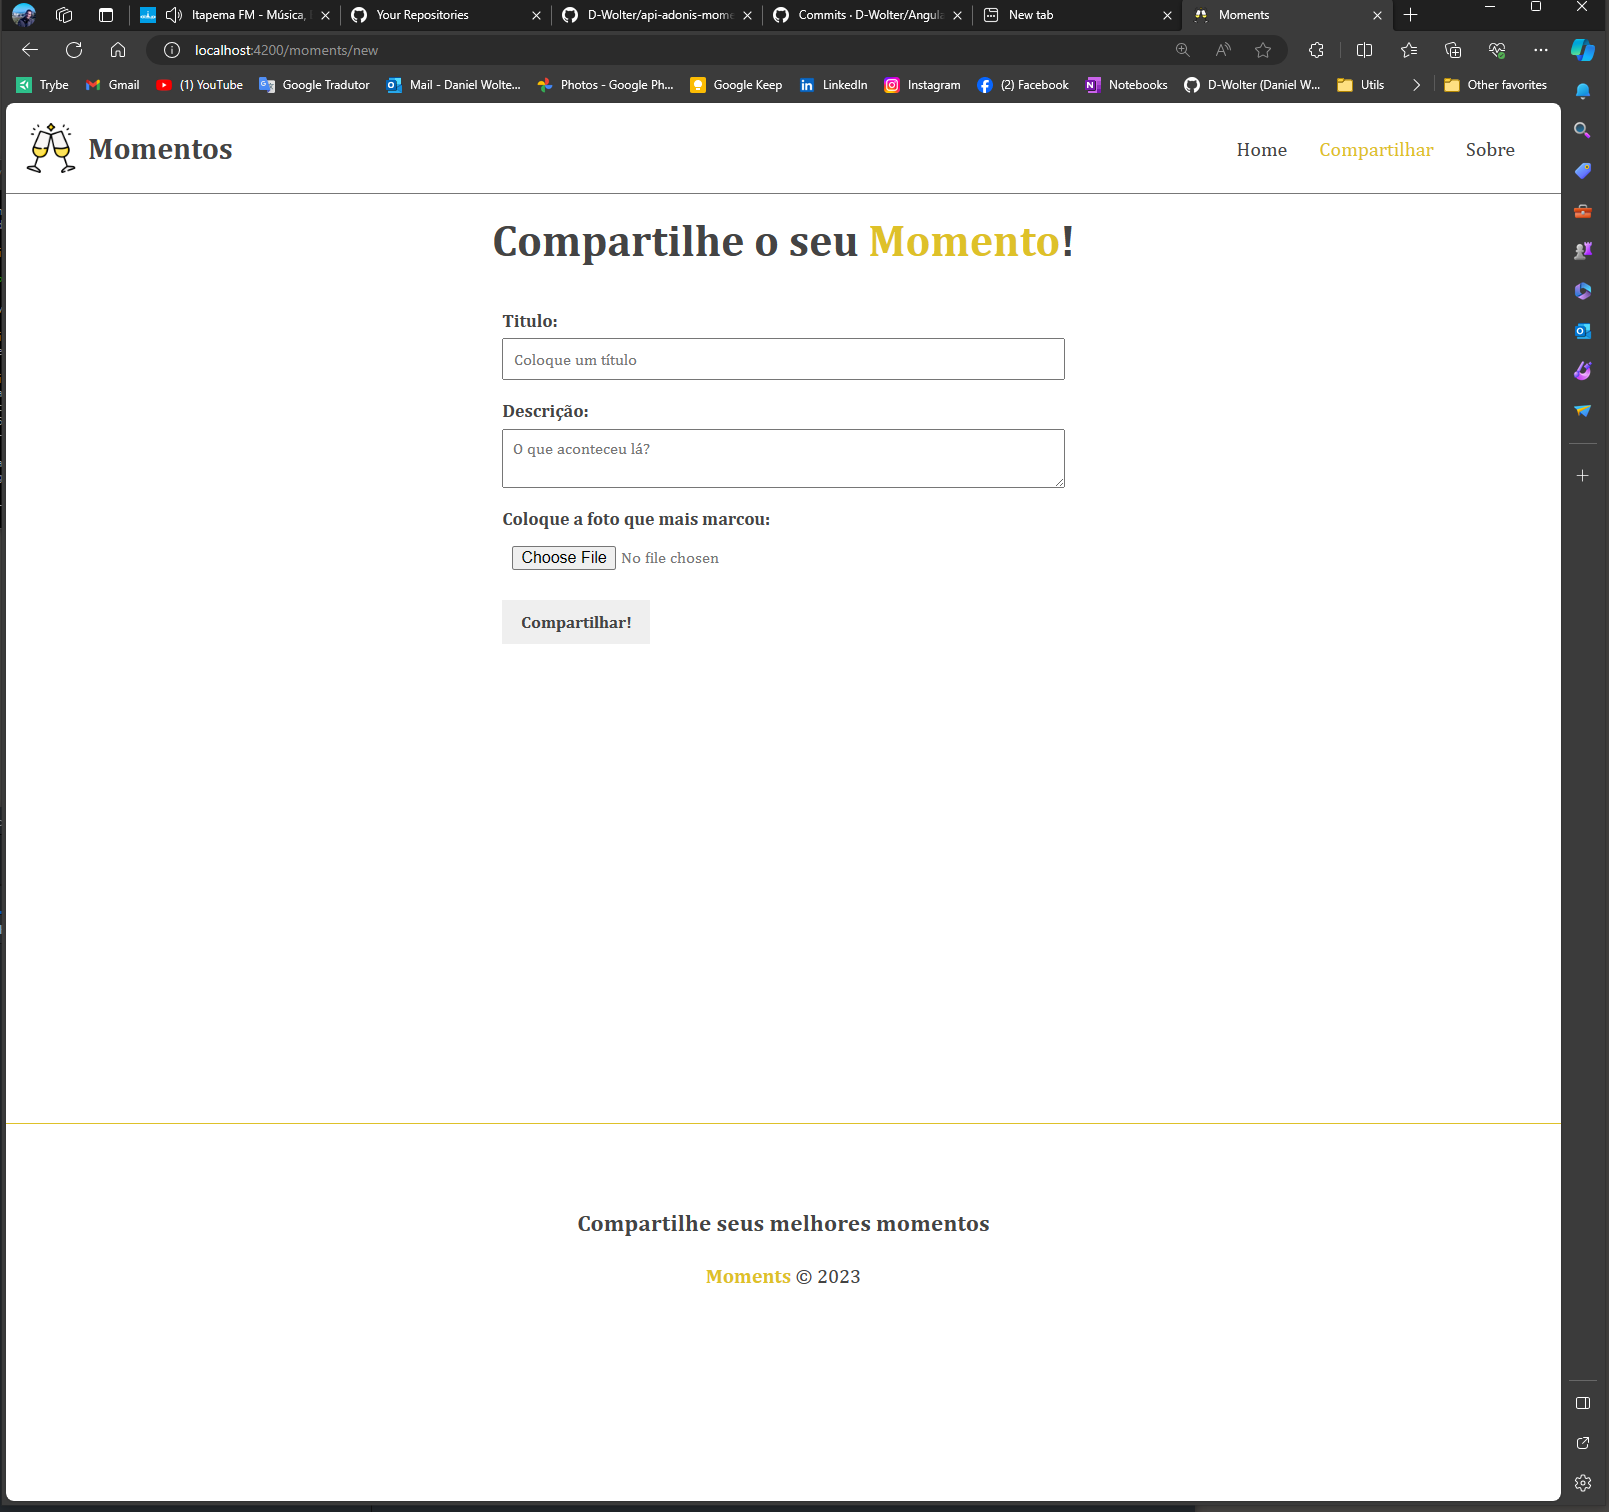 Itapema FM - Música,
Your Repositories
D-Wolter/api-adonis-mome
Commits · D-Wolter/Angula
New tab
Moments
localhost:4200/moments/new
Trybe
Gmail
(1) YouTube
Google Tradutor
Mail - Daniel Wolte...
Photos - Google Ph...
Google Keep
LinkedIn
Instagram
(2) Facebook
Notebooks
D-Wolter (Daniel W...
Utils
Other favorites
Momentos
Home
Compartilhar
Sobre
Compartilhe o seu Momento!
Titulo:
Coloque um título
Descrição:
O que aconteceu lá?
Coloque a foto que mais marcou:
Choose File No file chosen
Compartilhar!
Compartilhe seus melhores momentos
Moments © 2023